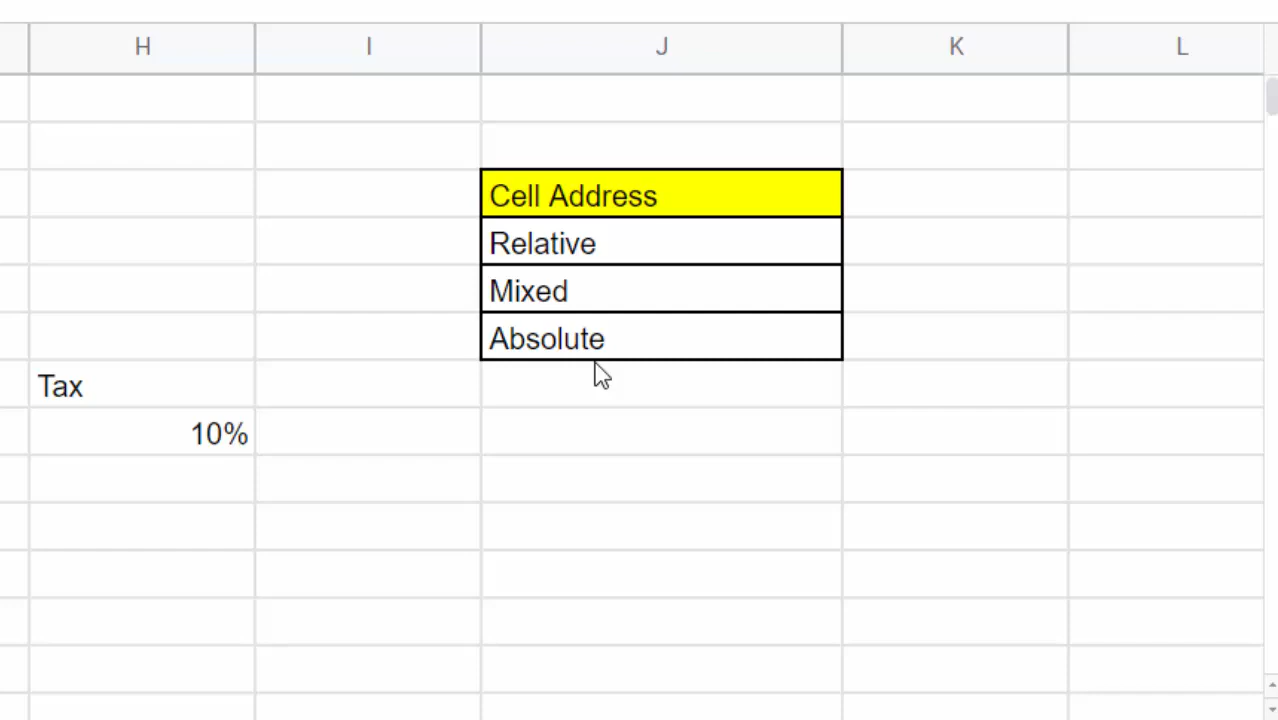 H I J K L
Cell Address
Relative
Mixed
Absolute
Tax
10%